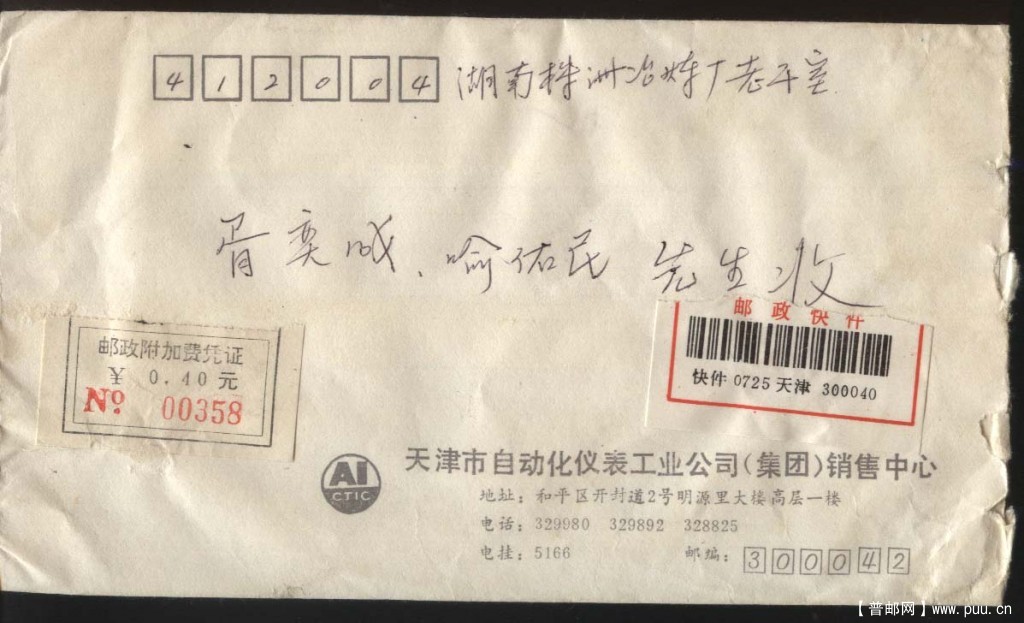 412004 湖南株洲冶炼厂老干室
胥奕成、喻佑民 先生收
邮政附加费凭证
¥ 0.40元
No 00358
邮政快件
快件 0725 天津 300040
AI
CTIC
天津市自动化仪表工业公司(集团)销售中心
地址：和平区开封道2号明源里大楼高层一楼
电话：329980 329892 328825
电挂：5166 邮编：300042
【普邮网】www.puu.cn